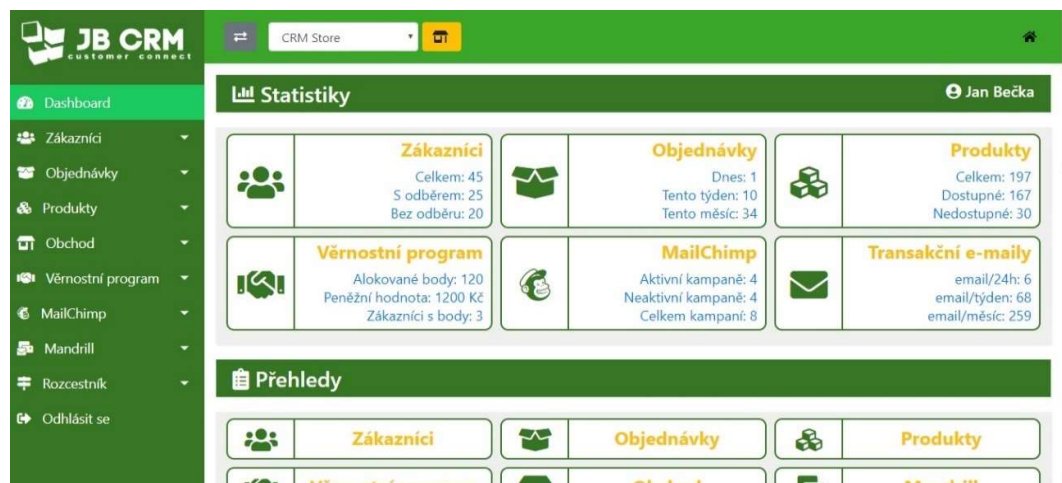 JB CRM
customer connect
CRM Store
Dashboard
Zákazníci
Objednávky
Produkty
Obchod
Věrnostní program
MailChimp
Mandrill
Rozcestník
Odhlásit se
Statistiky
Jan Bečka
Zákazníci
Celkem: 45
S odběrem: 25
Bez odběru: 20
Objednávky
Dnes: 1
Tento týden: 10
Tento měsíc: 34
Produkty
Celkem: 197
Dostupné: 167
Nedostupné: 30
Věrnostní program
Alokované body: 120
Peněžní hodnota: 1200 Kč
Zákazníci s body: 3
MailChimp
Aktivní kampaně: 4
Neaktivní kampaně: 4
Celkem kampaní: 8
Transakční e-maily
email/24h: 6
email/týden: 68
email/měsíc: 259
Přehledy
Zákazníci
Objednávky
Produkty